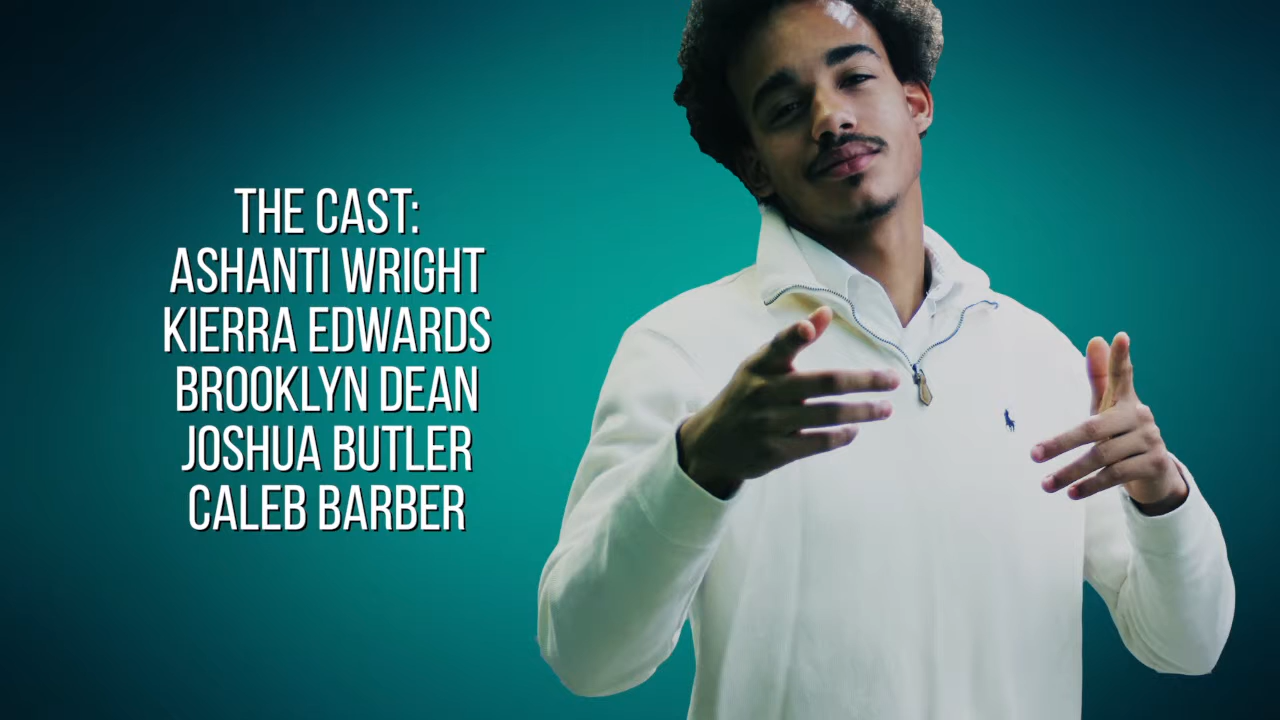 THE CAST:
ASHANTI WRIGHT
KIERRA EDWARDS
BROOKLYN DEAN
JOSHUA BUTLER
CALEB BARBER